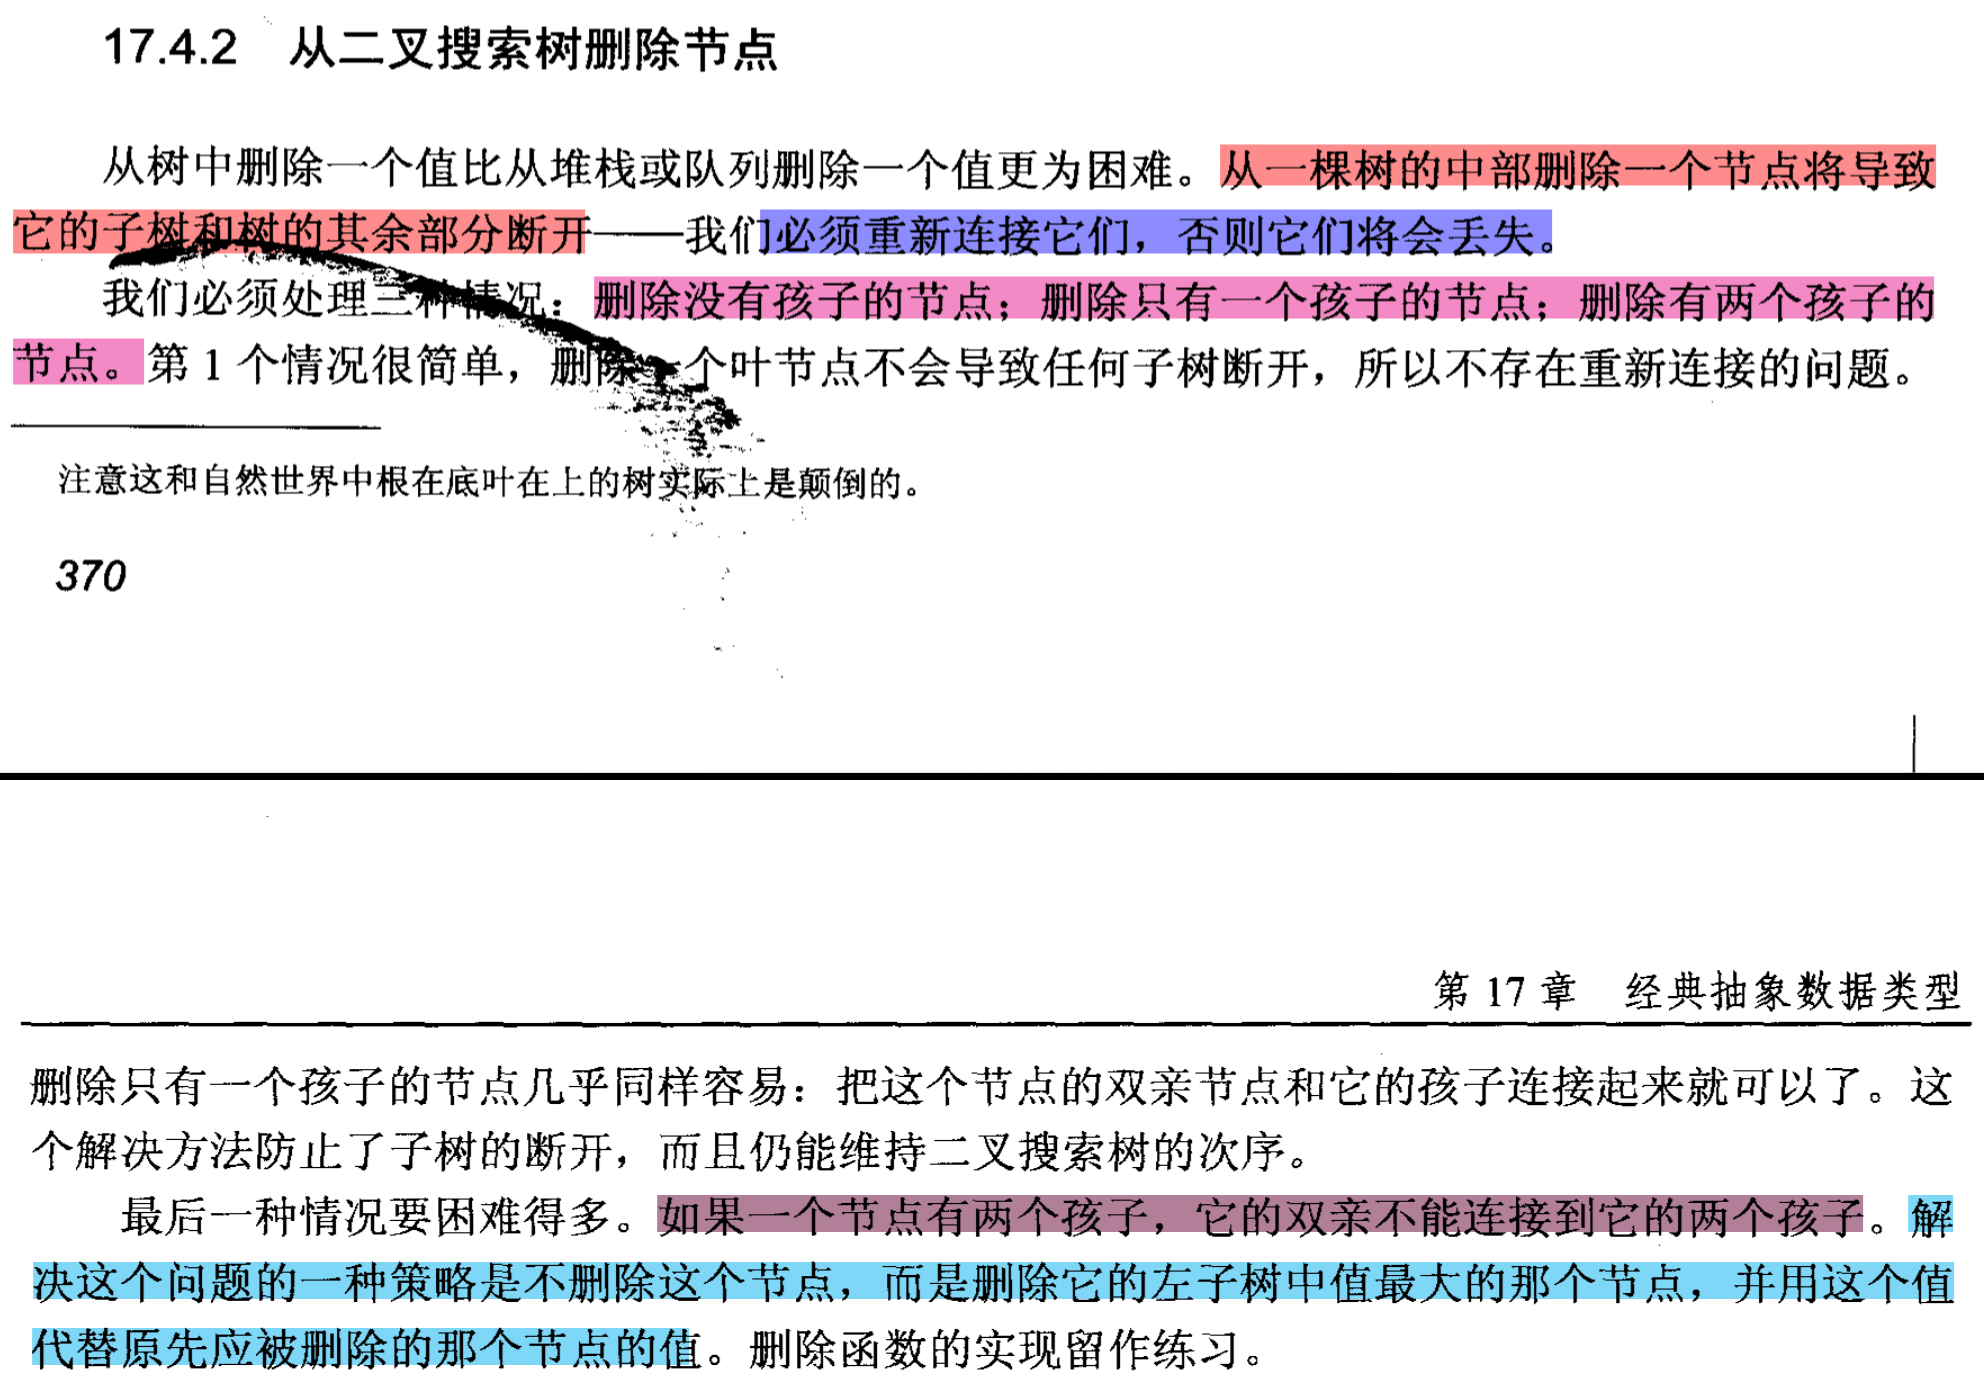 17.4.2 从二叉搜索树删除节点
从树中删除一个值比从堆栈或队列删除一个值更为困难。从一棵树的中部删除一个节点将导致
它的子树和树的其余部分断开——我们必须重新连接它们，否则它们将会丢失。
我们必须处理三种情况：删除没有孩子的节点；删除只有一个孩子的节点；删除有两个孩子的
节点。第 1 个情况很简单，删除一个叶节点不会导致任何子树断开，所以不存在重新连接的问题。
注意这和自然世界中根在底叶在上的树实际上是颠倒的。
370
第 17 章 经典抽象数据类型
删除只有一个孩子的节点几乎同样容易：把这个节点的双亲节点和它的孩子连接起来就可以了。这
个解决方法防止了子树的断开，而且仍能维持二叉搜索树的次序。
最后一种情况要困难得多。如果一个节点有两个孩子，它的双亲不能连接到它的两个孩子。解
决这个问题的一种策略是不删除这个节点，而是删除它的左子树中值最大的那个节点，并用这个值
代替原先应被删除的那个节点的值。删除函数的实现留作练习。